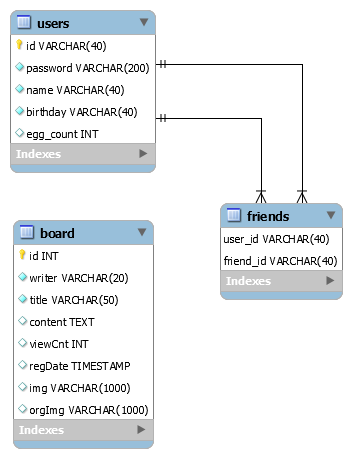 users
id VARCHAR(40)
password VARCHAR(200)
name VARCHAR(40)
birthday VARCHAR(40)
egg_count INT
Indexes
friends
user_id VARCHAR(40)
friend_id VARCHAR(40)
Indexes
board
id INT
writer VARCHAR(20)
title VARCHAR(50)
content TEXT
viewCnt INT
regDate TIMESTAMP
img VARCHAR(1000)
orgImg VARCHAR(1000)
Indexes